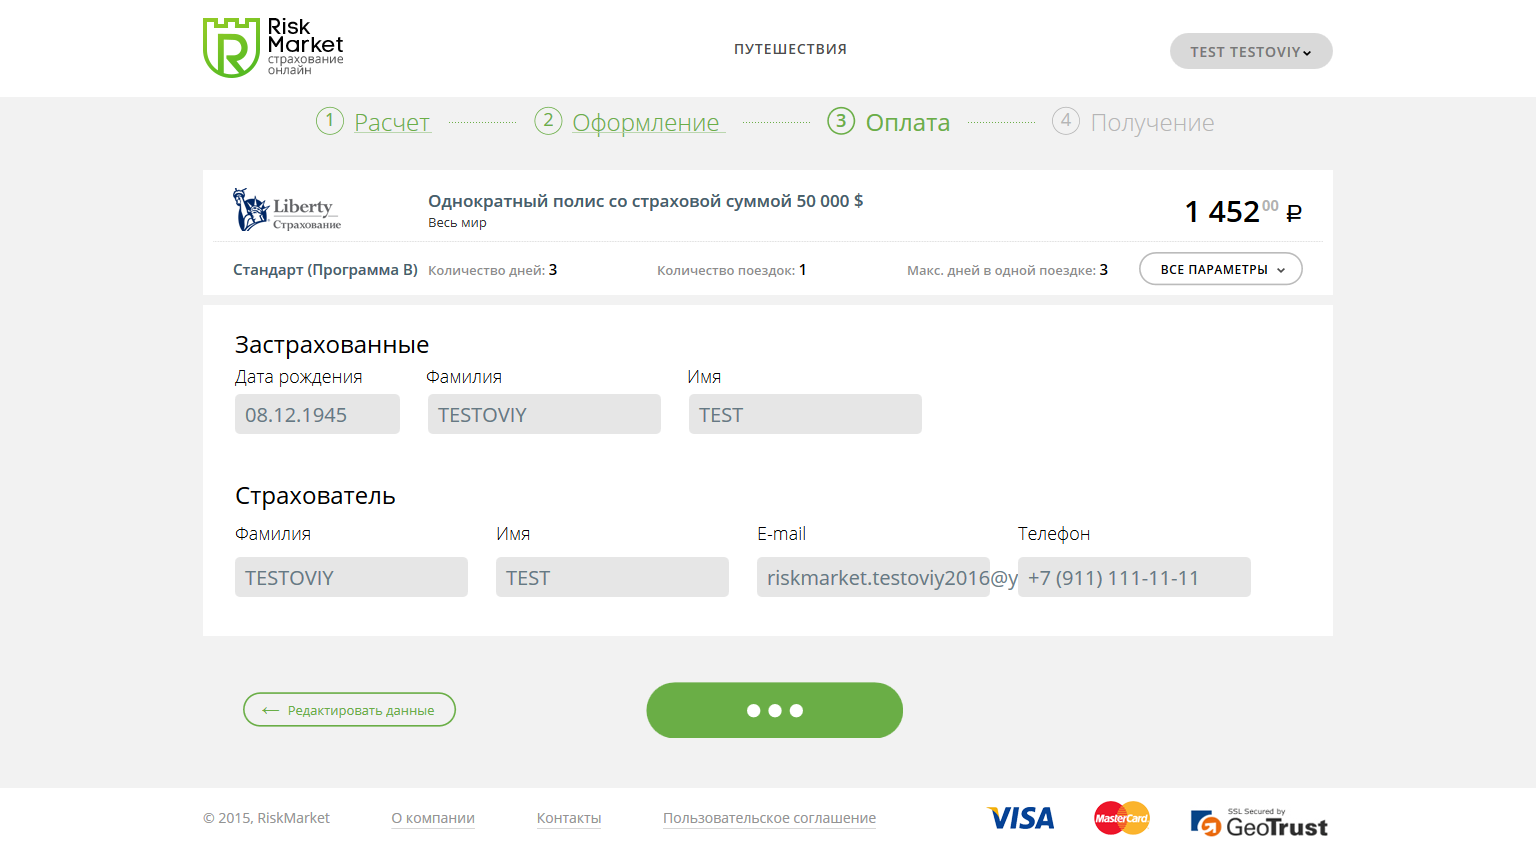 Risk
Market
страхование
онлайн
ПУТЕШЕСТВИЯ
TEST TESTOVIY
1 Расчет
2 Оформление
3 Оплата
4 Получение
Liberty
Страхование
Однократный полис со страховой суммой 50 000 $
Весь мир
1 452 00 ₽
Стандарт (Программа B)
Количество дней: 3
Количество поездок: 1
Макс. дней в одной поездке: 3
ВСЕ ПАРАМЕТРЫ
Застрахованные
Дата рождения Фамилия Имя
08.12.1945 TESTOVIY TEST
Страхователь
Фамилия Имя E-mail Телефон
TESTOVIY TEST riskmarket.testoviy2016@y +7 (911) 111-11-11
← Редактировать данные
© 2015, RiskMarket
О компании
Контакты
Пользовательское соглашение
VISA
MasterCard
SSL Secured by
GeoTrust